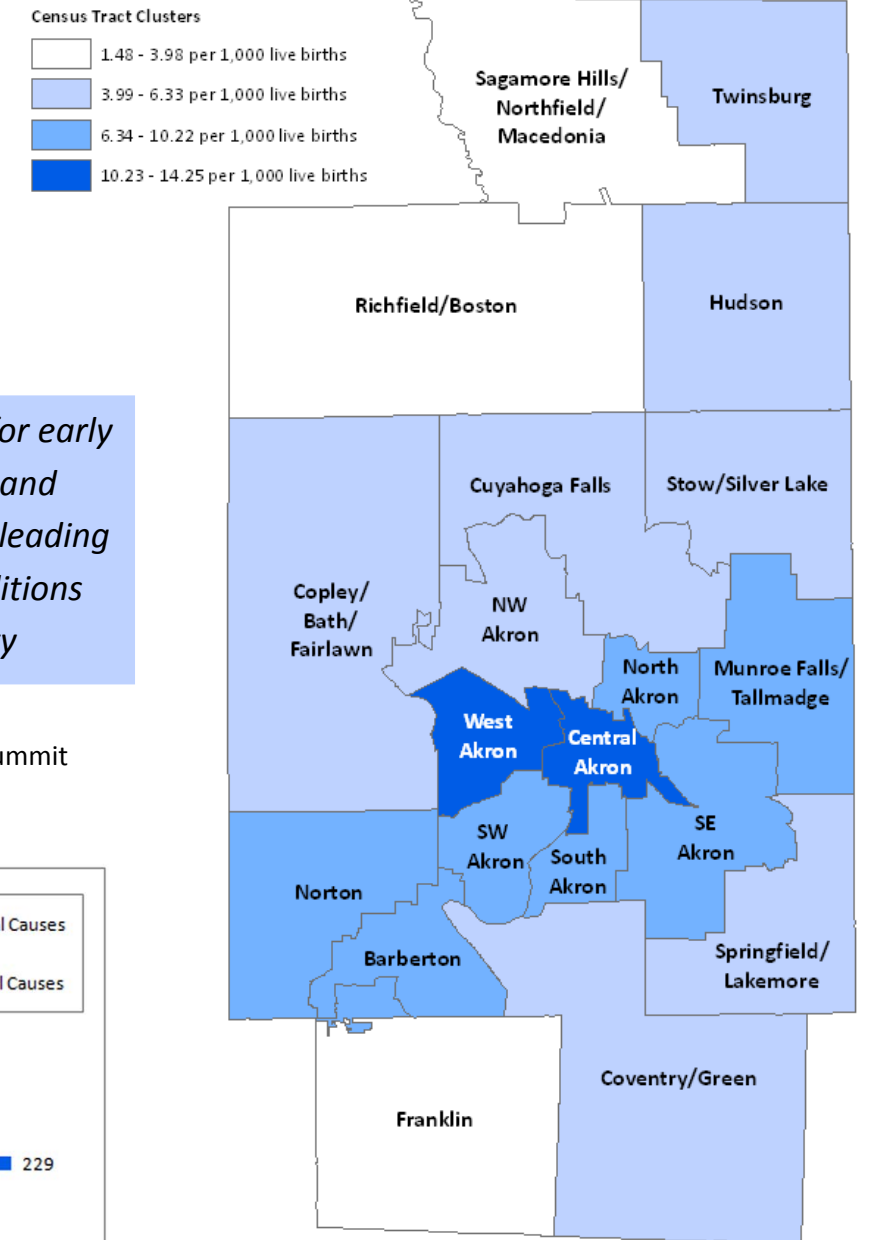 Census Tract Clusters
1.48 - 3.98 per 1,000 live births
3.99 - 6.33 per 1,000 live births
6.34 - 10.22 per 1,000 live births
10.23 - 14.25 per 1,000 live births
Sagamore Hills/
Northfield/
Macedonia
Twinsburg
Richfield/Boston
Hudson
for early
and
leading
ditions
y
Cuyahoga Falls
Stow/Silver Lake
Copley/
Bath/
Fairlawn
NW
Akron
North
Akron
Munroe Falls/
Tallmadge
West
Akron
Central
Akron
ummit
SW
Akron
South
Akron
SE
Akron
Norton
Barberton
Springfield/
Lakemore
l Causes
l Causes
Coventry/Green
Franklin
229